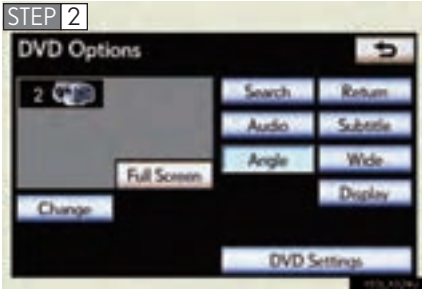 STEP 2
DVD Options
2
Search Return
Audio Subtitle
Angle Wide
Full Screen
Display
Change
DVD Settings